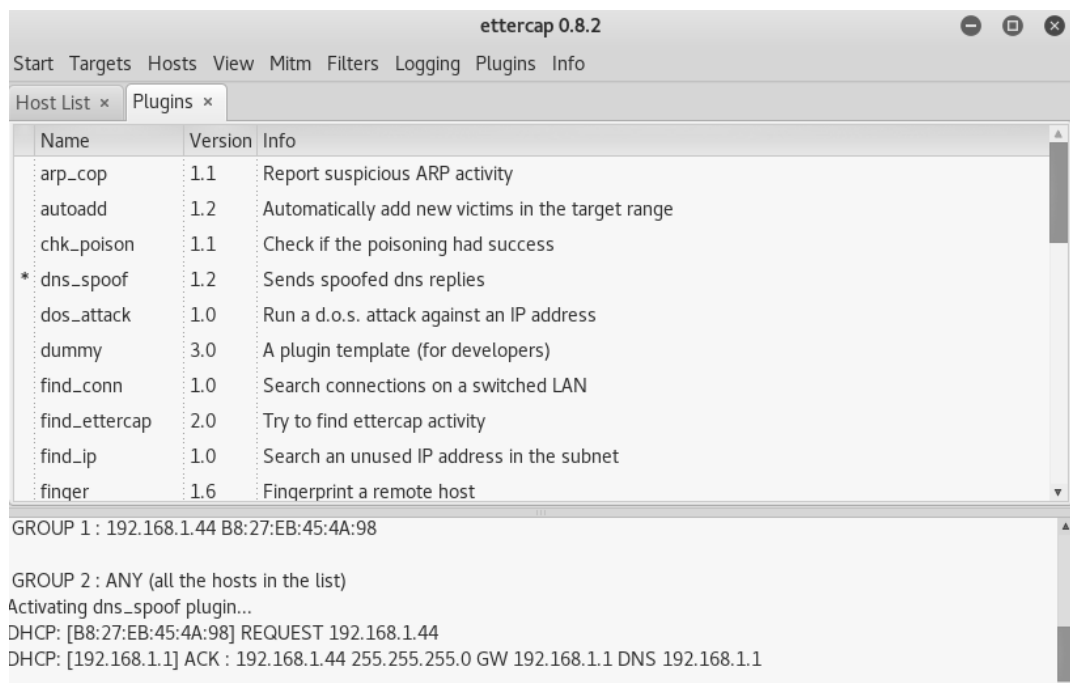 ettercap 0.8.2
Start Targets Hosts View Mitm Filters Logging Plugins Info
Host List × Plugins ×
Name Version Info
arp_cop 1.1 Report suspicious ARP activity
autoadd 1.2 Automatically add new victims in the target range
chk_poison 1.1 Check if the poisoning had success
* dns_spoof 1.2 Sends spoofed dns replies
dos_attack 1.0 Run a d.o.s. attack against an IP address
dummy 3.0 A plugin template (for developers)
find_conn 1.0 Search connections on a switched LAN
find_ettercap 2.0 Try to find ettercap activity
find_ip 1.0 Search an unused IP address in the subnet
finger 1.6 Fingerprint a remote host
GROUP 1 : 192.168.1.44 B8:27:EB:45:4A:98
GROUP 2 : ANY (all the hosts in the list)
Activating dns_spoof plugin...
DHCP: [B8:27:EB:45:4A:98] REQUEST 192.168.1.44
DHCP: [192.168.1.1] ACK : 192.168.1.44 255.255.255.0 GW 192.168.1.1 DNS 192.168.1.1